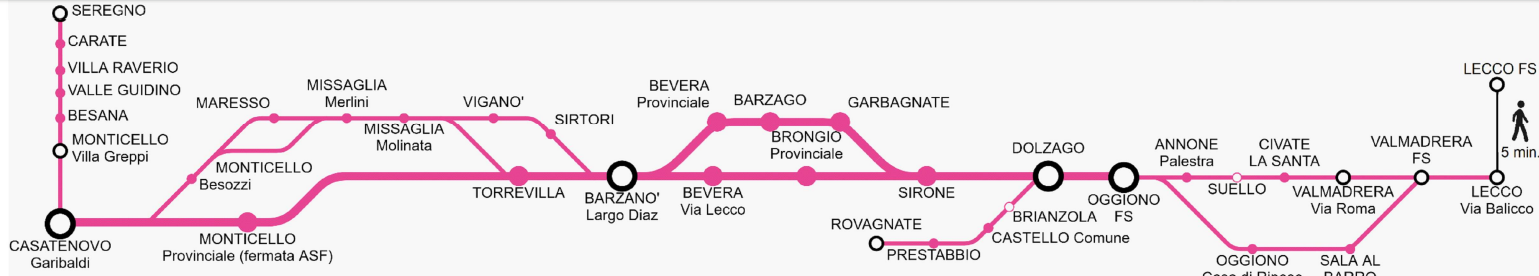 SEREGNO
CARATE
VILLA RAVERIO
VALLE GUIDINO
BESANA
MONTICELLO
Villa Greppi
CASATENOVO
Garibaldi
MARESSO
MONTICELLO
Besozzi
MONTICELLO
Provinciale (fermata ASF)
MISSAGLIA
Merlini
MISSAGLIA
Molinata
VIGANO'
SIRTORI
TORREVILLA
BARZANO'
Largo Diaz
BEVERA
Provinciale
BARZAGO
BRONGIO
Provinciale
GARBAGNATE
BEVERA
Via Lecco
SIRONE
ROVAGNATE
PRESTABBIO
CASTELLO Comune
BRIANZOLA
DOLZAGO
OGGIONO
FS
ANNONE
Palestra
SUELLO
CIVATE
LA SANTA
VALMADRERA
Via Roma
VALMADRERA
FS
OGGIONO
SALA AL
BARRO
LECCO FS
5 min.
LECCO
Via Balicco